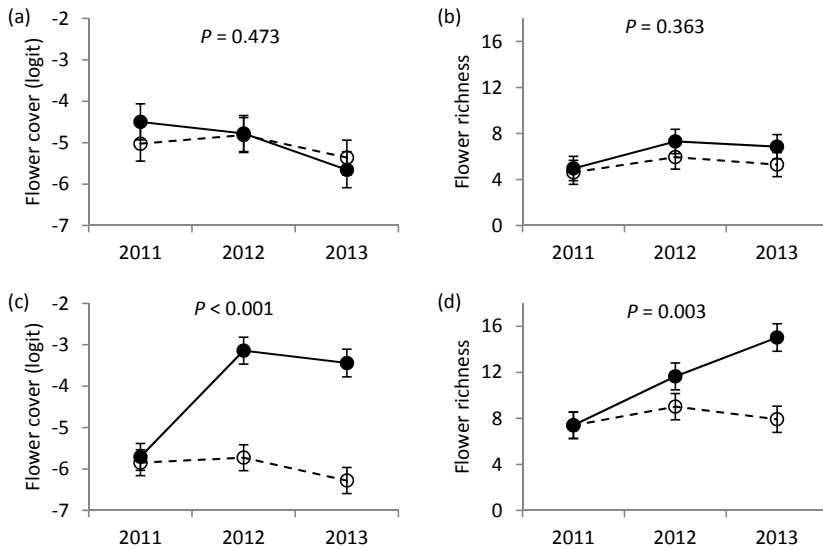 (a)
Flower cover (logit)
-2
-3
-4
-5
-6
-7
P = 0.473
2011 2012 2013
(b)
Flower richness
16
12
8
4
0
P = 0.363
2011 2012 2013
(c)
Flower cover (logit)
-2
-3
-4
-5
-6
-7
P < 0.001
2011 2012 2013
(d)
Flower richness
16
12
8
4
0
P = 0.003
2011 2012 2013